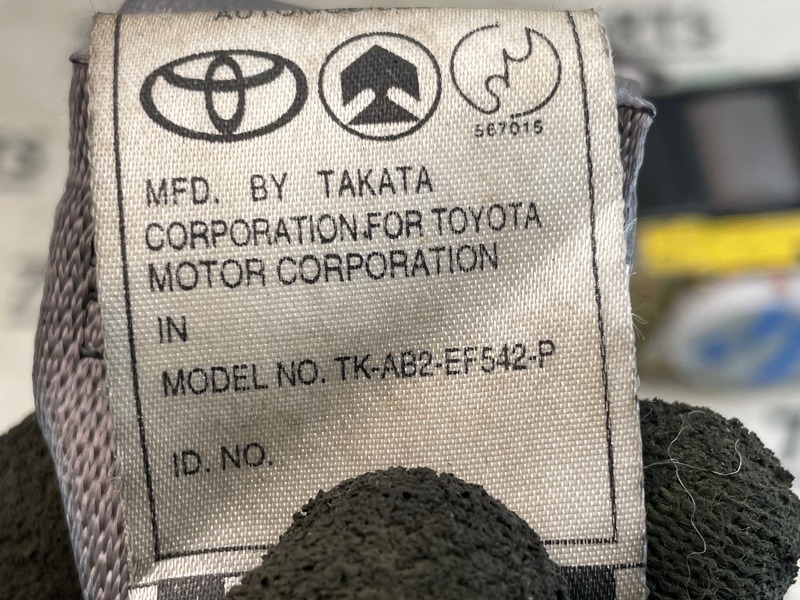 567015
MFD. BY TAKATA
CORPORATION.FOR TOYOTA
MOTOR CORPORATION
IN
MODEL NO. TK-AB2-EF542-P
ID. NO.